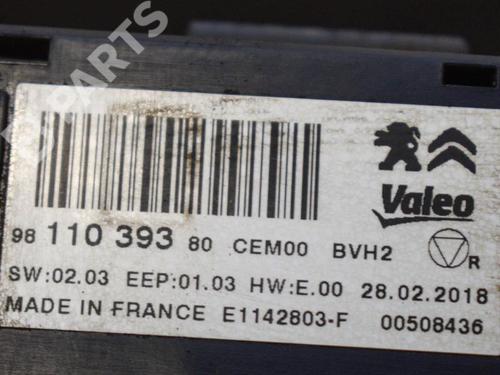 B PARTS
Valeo
98 110 393 80 CEM00 BVH2 R
SW:02.03 EEP:01.03 HW:E.00 28.02.2018
MADE IN FRANCE E1142803-F 00508436